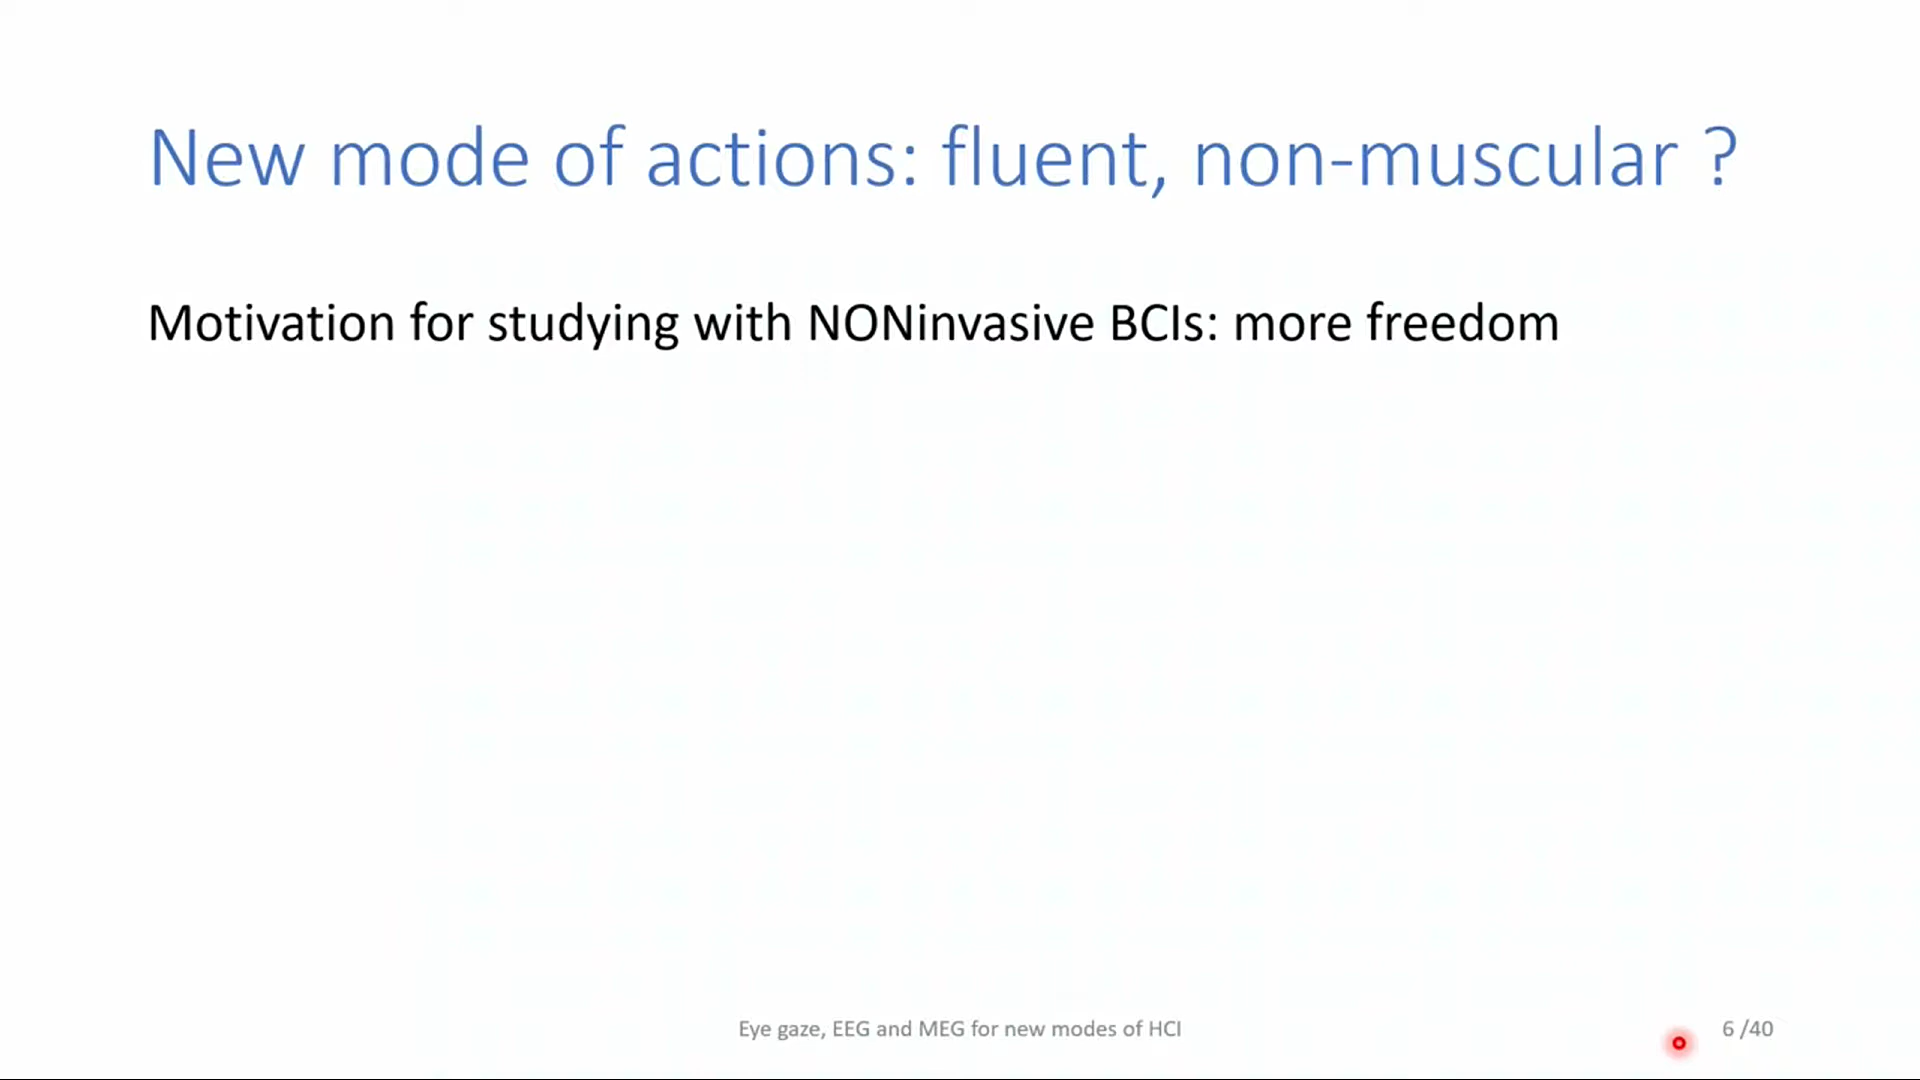 New mode of actions: fluent, non-muscular ?
Motivation for studying with NONinvasive BCIs: more freedom
Eye gaze, EEG and MEG for new modes of HCI
6 /40